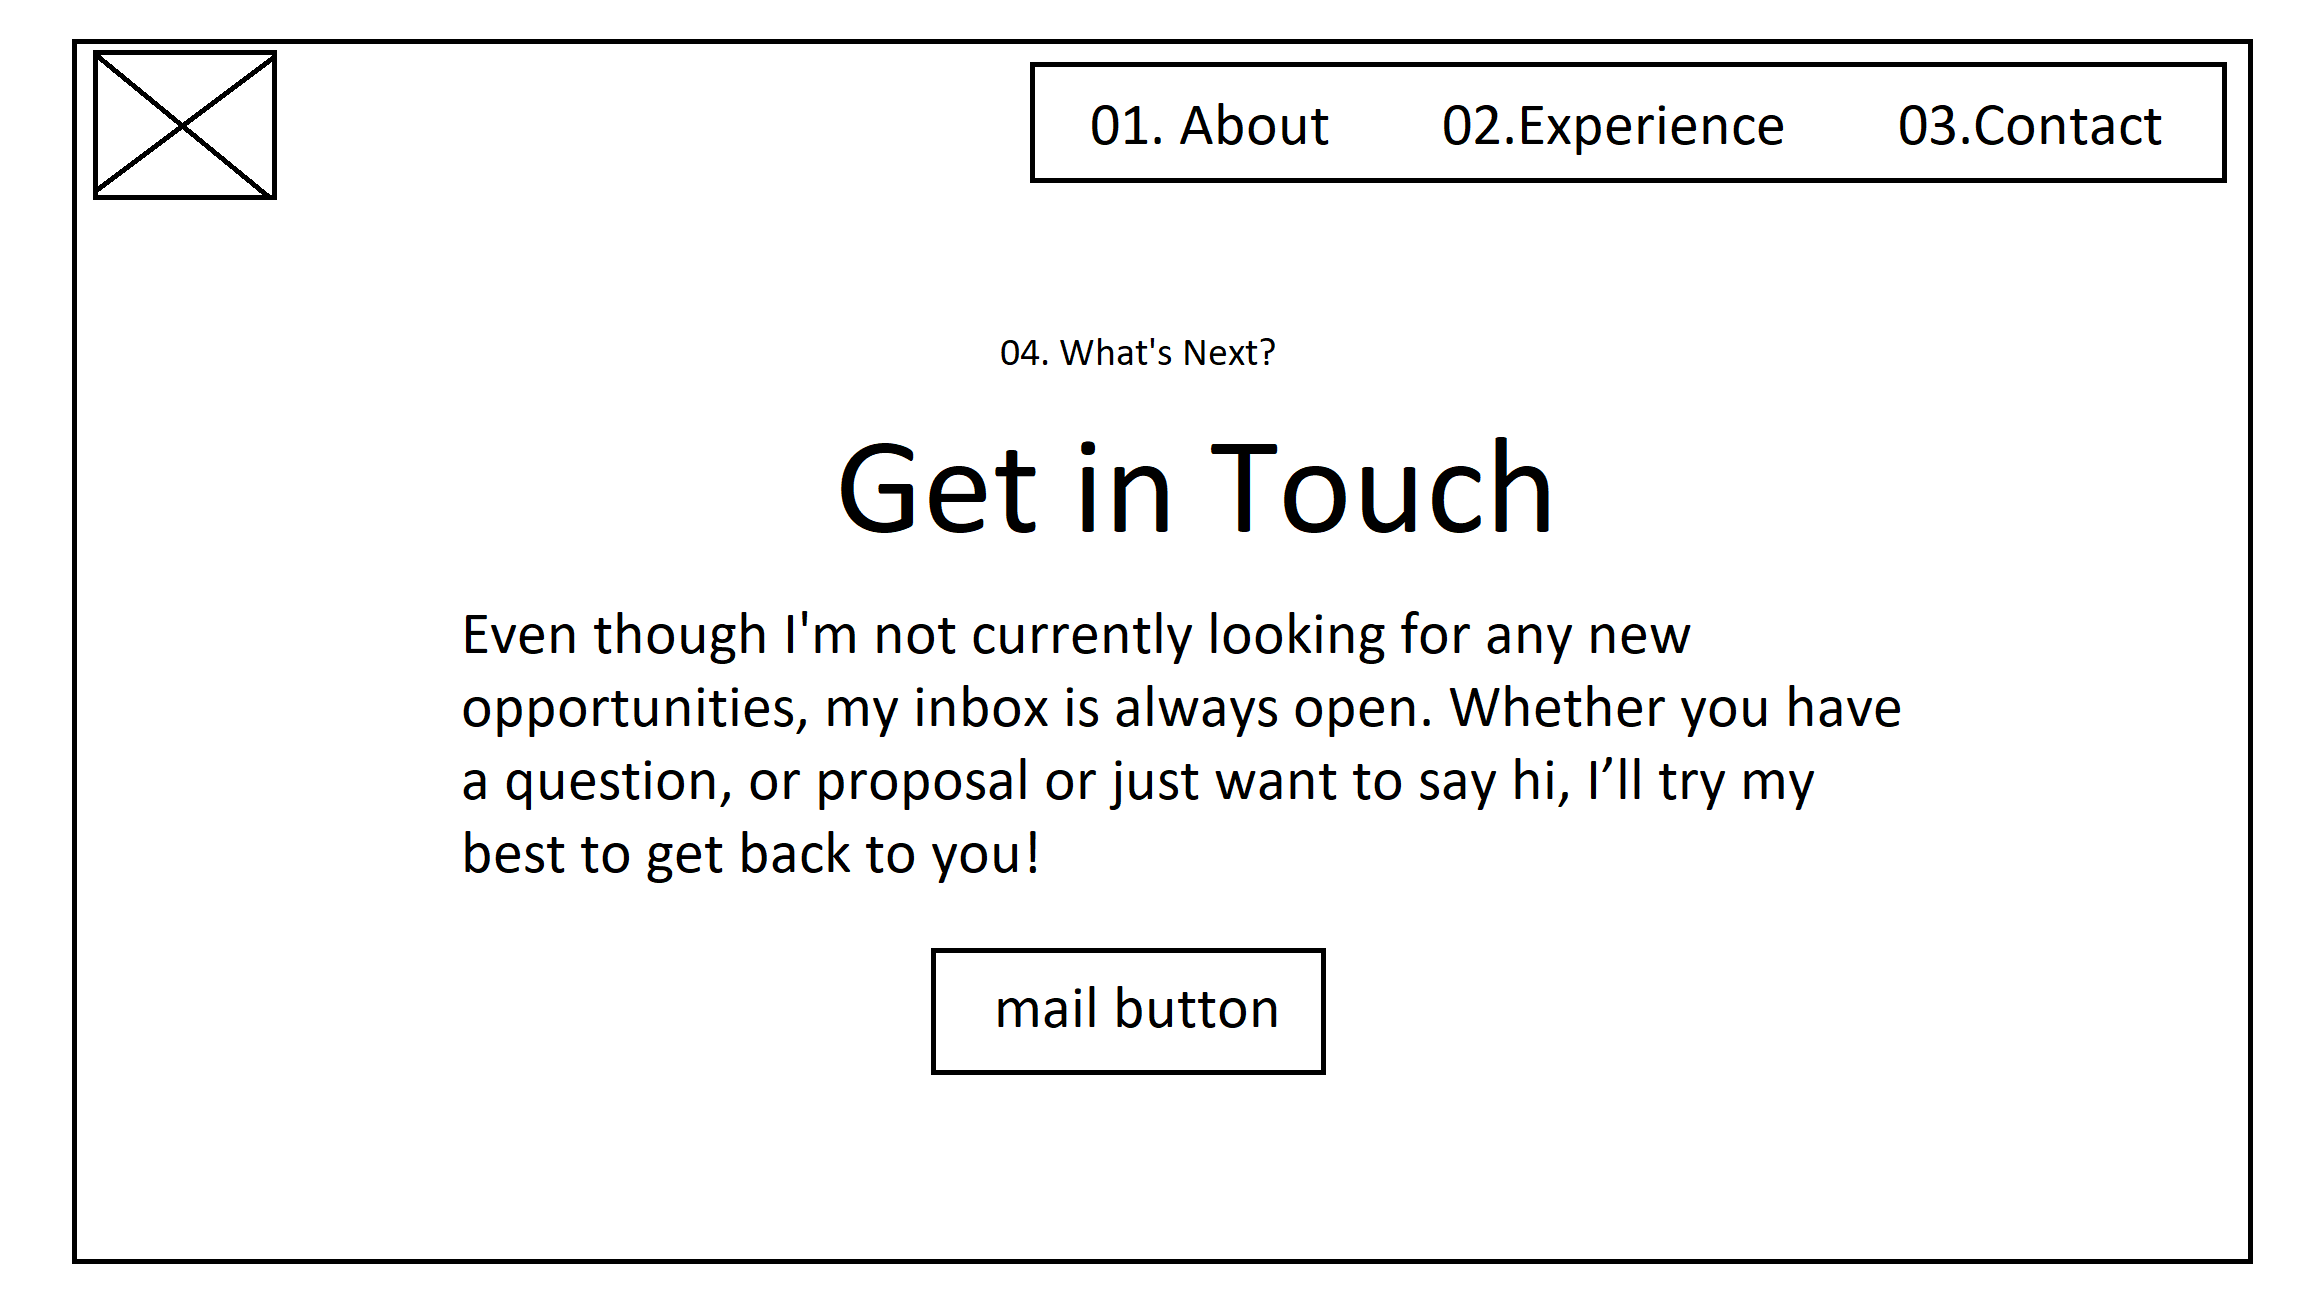 01. About 02.Experience 03.Contact
04. What's Next?
Get in Touch
Even though I'm not currently looking for any new
opportunities, my inbox is always open. Whether you have
a question, or proposal or just want to say hi, I’ll try my
best to get back to you!
mail button